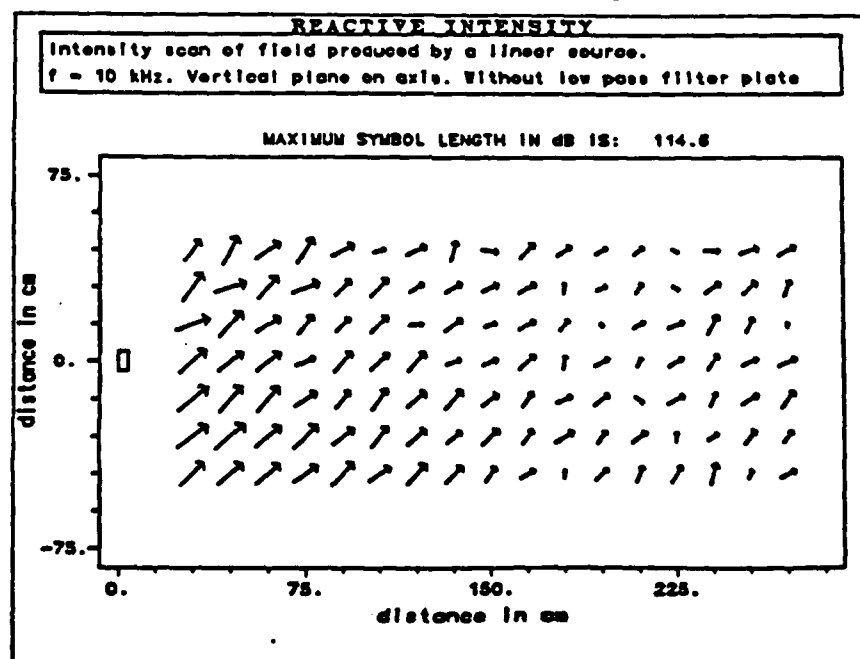 REACTIVE INTENSITY
Intensity scan of field produced by a linear source.
f = 10 kHz. Vertical plane on axis. Without low pass filter plate
MAXIMUM SYMBOL LENGTH IN dB IS: 114.6
75.
0.
-75.
distance in cm
0. 75. 150. 225.
distance in cm